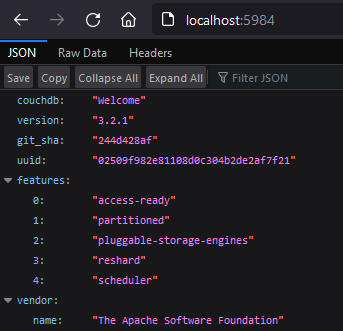 localhost:5984
JSON Raw Data Headers
Save Copy Collapse All Expand All Filter JSON
couchdb: "Welcome"
version: "3.2.1"
git_sha: "244d428af"
uuid: "02509f982e81108d0c304b2de2af7f21"
features:
0: "access-ready"
1: "partitioned"
2: "pluggable-storage-engines"
3: "reshard"
4: "scheduler"
vendor:
name: "The Apache Software Foundation"